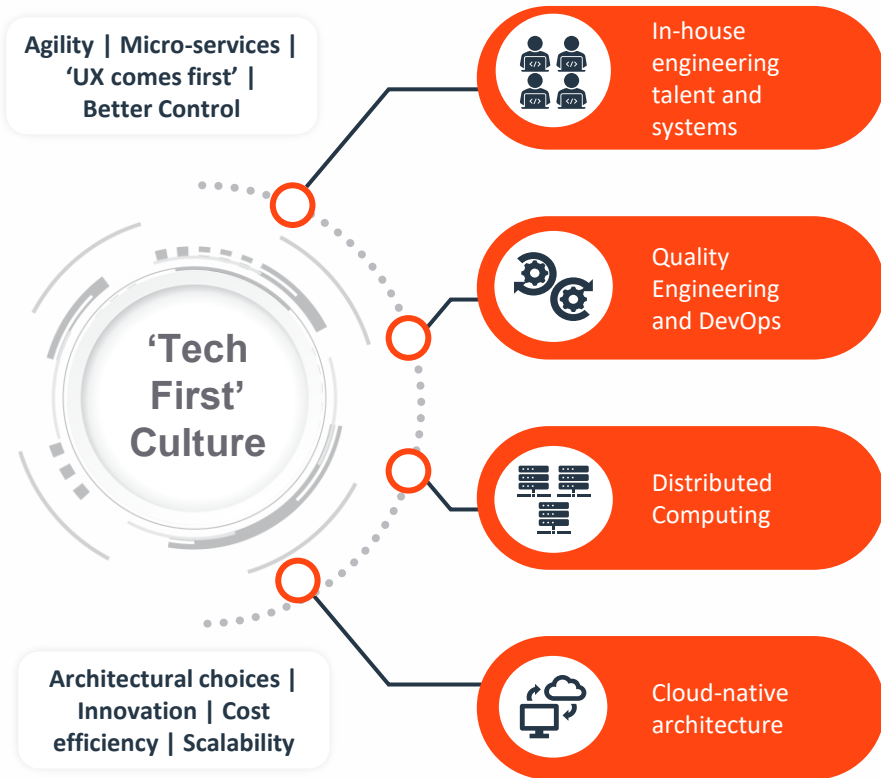 Agility | Micro-services |
‘UX comes first’ |
Better Control
In-house
engineering
talent and
systems
Quality
Engineering
and DevOps
‘Tech
First’
Culture
Distributed
Computing
Architectural choices |
Innovation | Cost
efficiency | Scalability
Cloud-native
architecture